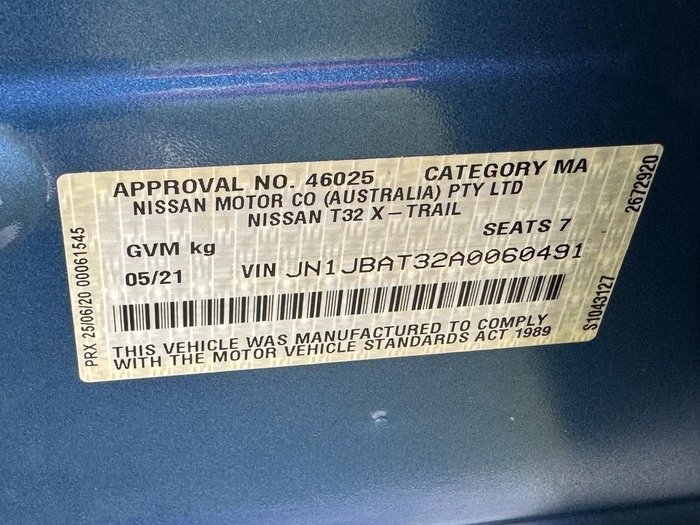 APPROVAL NO. 46025 CATEGORY MA
NISSAN MOTOR CO (AUSTRALIA) PTY LTD
NISSAN T32 X-TRAIL
GVM kg SEATS 7
05/21 VIN JN1JBAT32A0060491
THIS VEHICLE WAS MANUFACTURED TO COMPLY
WITH THE MOTOR VEHICLE STANDARDS ACT 1989
PRX 25/06/20 00061545
2672920
S1043127